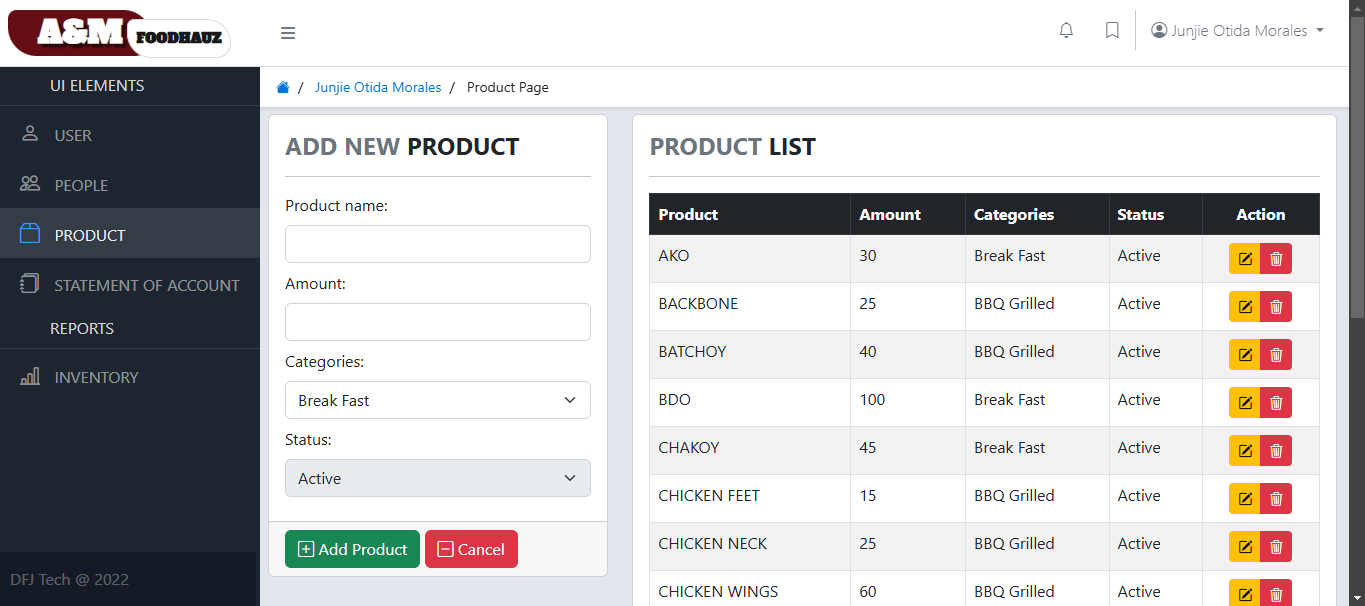 A&M
FOODHAUZ
Junjie Otida Morales
UI ELEMENTS
USER
PEOPLE
PRODUCT
STATEMENT OF ACCOUNT
REPORTS
INVENTORY
DFJ Tech @ 2022
/ Junjie Otida Morales / Product Page
ADD NEW PRODUCT
Product name:
Amount:
Categories:
Break Fast
Status:
Active
Add Product Cancel
PRODUCT LIST
Product Amount Categories Status Action
AKO 30 Break Fast Active
BACKBONE 25 BBQ Grilled Active
BATCHOY 40 BBQ Grilled Active
BDO 100 Break Fast Active
CHAKOY 45 Break Fast Active
CHICKEN FEET 15 BBQ Grilled Active
CHICKEN NECK 25 BBQ Grilled Active
CHICKEN WINGS 60 BBQ Grilled Active